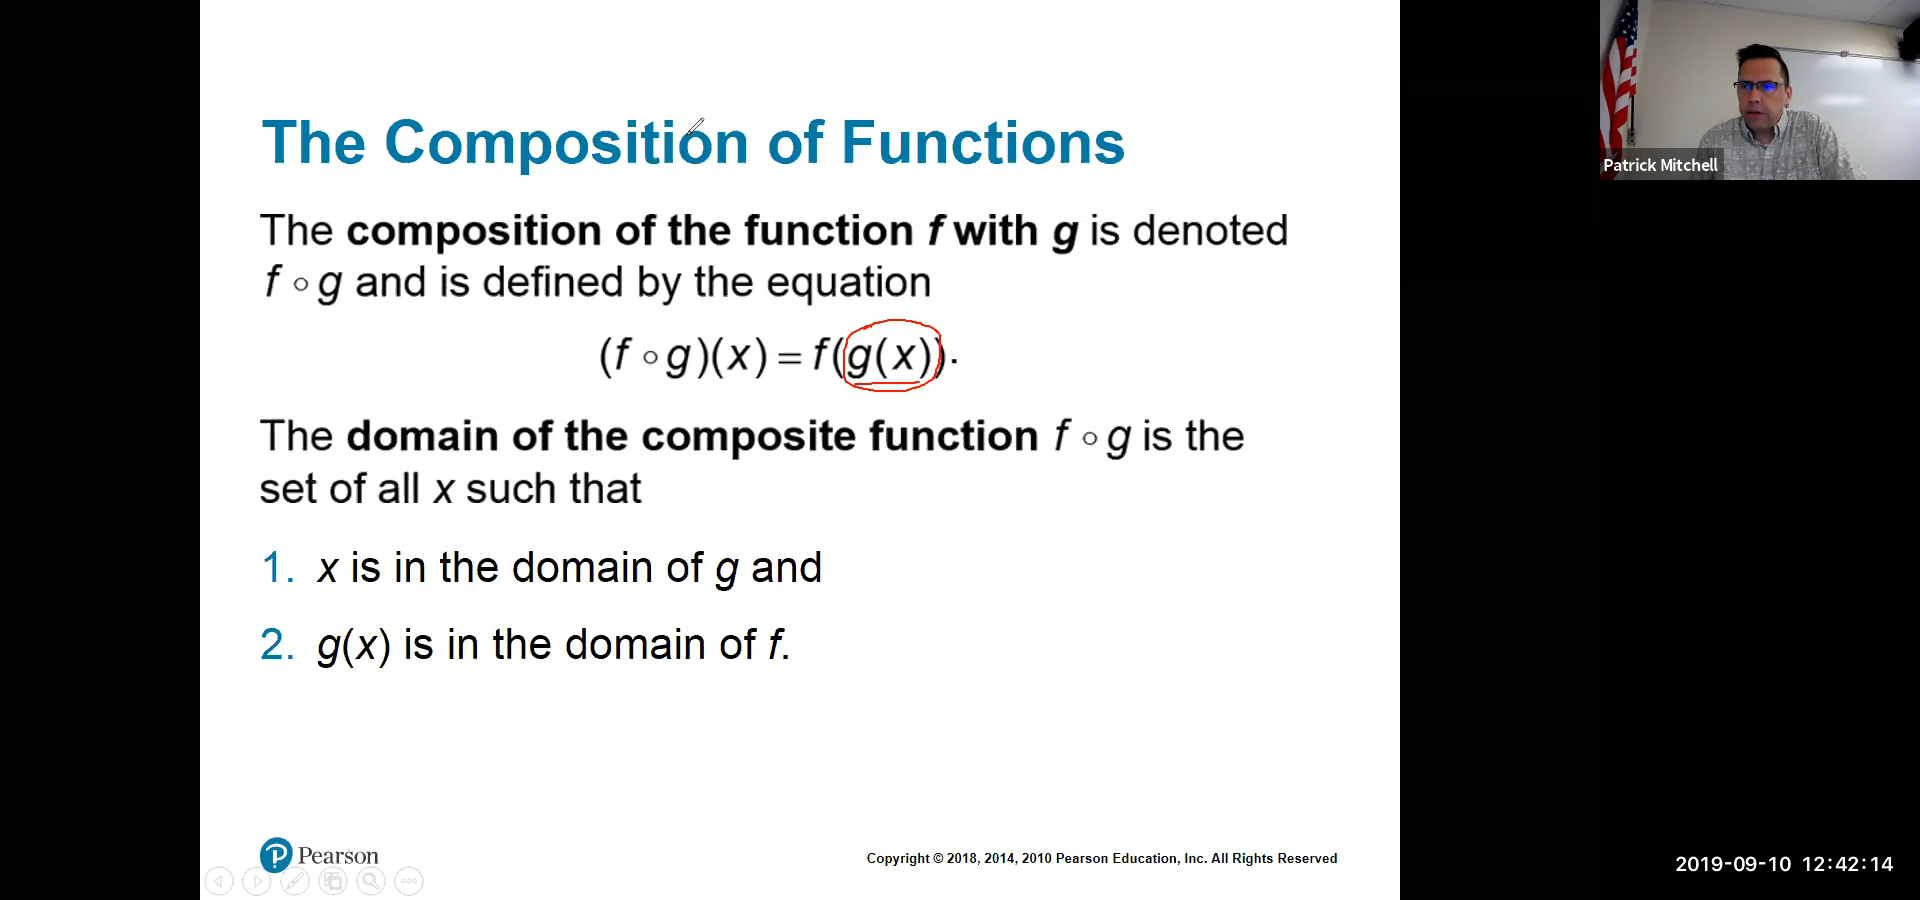 The Composition of Functions
The composition of the function f with g is denoted
f ∘ g and is defined by the equation
(f ∘ g)(x) = f(g(x)).
The domain of the composite function f ∘ g is the
set of all x such that
1. x is in the domain of g and
2. g(x) is in the domain of f.
Pearson
Copyright © 2018, 2014, 2010 Pearson Education, Inc. All Rights Reserved
Patrick Mitchell
2019-09-10 12:42:14